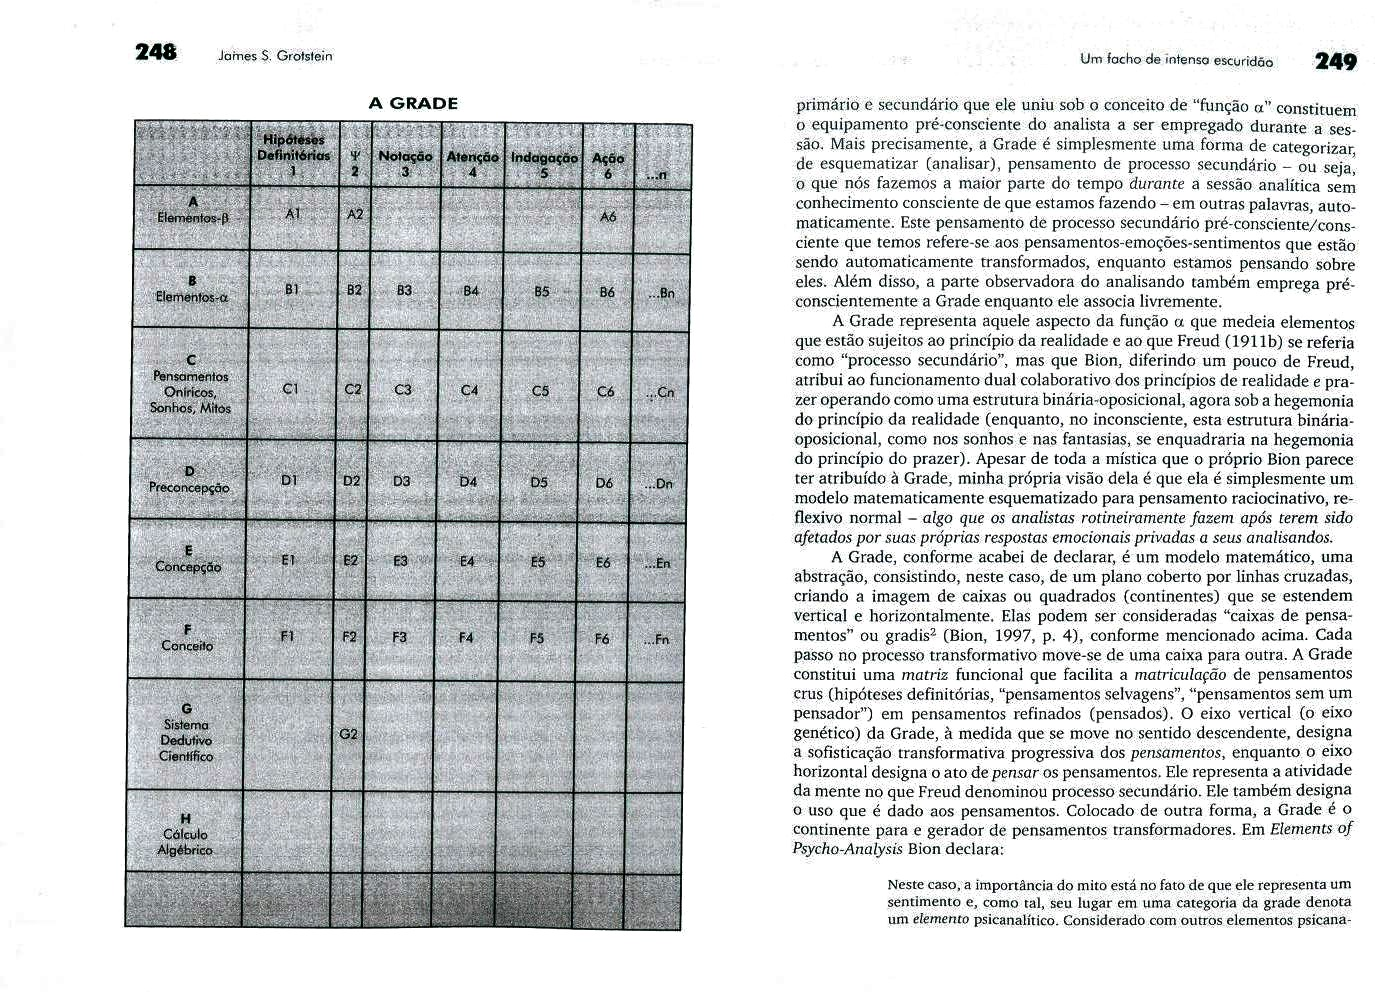 248 James S. Grotstein
A GRADE
Hipóteses
Definitórias Ψ Notação Atenção Indagação Ação
1 2 3 4 5 6 ...n
A
Elementos-β A1 A2 A6
B
Elementos-α B1 B2 B3 B4 B5 B6 ...Bn
C
Pensamentos
Oníricos,
Sonhos, Mitos C1 C2 C3 C4 C5 C6 ...Cn
D
Preconcepção D1 D2 D3 D4 D5 D6 ...Dn
E
Concepção E1 E2 E3 E4 E5 E6 ...En
F
Conceito F1 F2 F3 F4 F5 F6 ...Fn
G
Sistema
Dedutivo G2
Científico
H
Cálculo
Algébrico
Um facho de intensa escuridão 249
primário e secundário que ele uniu sob o conceito de “função α” constituem
o equipamento pré-consciente do analista a ser empregado durante a ses-
são. Mais precisamente, a Grade é simplesmente uma forma de categorizar,
de esquematizar (analisar), pensamento de processo secundário – ou seja,
o que nós fazemos a maior parte do tempo durante a sessão analítica sem
conhecimento consciente de que estamos fazendo – em outras palavras, auto-
maticamente. Este pensamento de processo secundário pré-consciente/cons-
ciente que temos refere-se aos pensamentos-emoções-sentimentos que estão
sendo automaticamente transformados, enquanto estamos pensando sobre
eles. Além disso, a parte observadora do analisando também emprega pré-
conscientemente a Grade enquanto ele associa livremente.
A Grade representa aquele aspecto da função α que medeia elementos
que estão sujeitos ao princípio da realidade e ao que Freud (1911b) se referia
como “processo secundário”, mas que Bion, diferindo um pouco de Freud,
atribui ao funcionamento dual colaborativo dos princípios de realidade e pra-
zer operando como uma estrutura binária-oposicional, agora sob a hegemonia
do princípio da realidade (enquanto, no inconsciente, esta estrutura binária-
oposicional, como nos sonhos e nas fantasias, se enquadraria na hegemonia
do princípio do prazer). Apesar de toda a mística que o próprio Bion parece
ter atribuído à Grade, minha própria visão dela é que ela é simplesmente um
modelo matematicamente esquematizado para pensamento raciocinativo, re-
flexivo normal – algo que os analistas rotineiramente fazem após terem sido
afetados por suas próprias respostas emocionais privadas a seus analisandos.
A Grade, conforme acabei de declarar, é um modelo matemático, uma
abstração, consistindo, neste caso, de um plano coberto por linhas cruzadas,
criando a imagem de caixas ou quadrados (continentes) que se estendem
vertical e horizontalmente. Elas podem ser consideradas “caixas de pensa-
mentos” ou gradis² (Bion, 1997, p. 4), conforme mencionado acima. Cada
passo no processo transformativo move-se de uma caixa para outra. A Grade
constitui uma matriz funcional que facilita a matriculação de pensamentos
crus (hipóteses definitórias, “pensamentos selvagens”, “pensamentos sem um
pensador”) em pensamentos refinados (pensados). O eixo vertical (o eixo
genético) da Grade, à medida que se move no sentido descendente, designa
a sofisticação transformativa progressiva dos pensamentos, enquanto o eixo
horizontal designa o ato de pensar os pensamentos. Ele representa a atividade
da mente no que Freud denominou processo secundário. Ele também designa
o uso que é dado aos pensamentos. Colocado de outra forma, a Grade é o
continente para e gerador de pensamentos transformadores. Em Elements of
Psycho-Analysis Bion declara:
Neste caso, a importância do mito está no fato de que ele representa um
sentimento e, como tal, seu lugar em uma categoria da grade denota
um elemento psicanalítico. Considerado com outros elementos psicana-